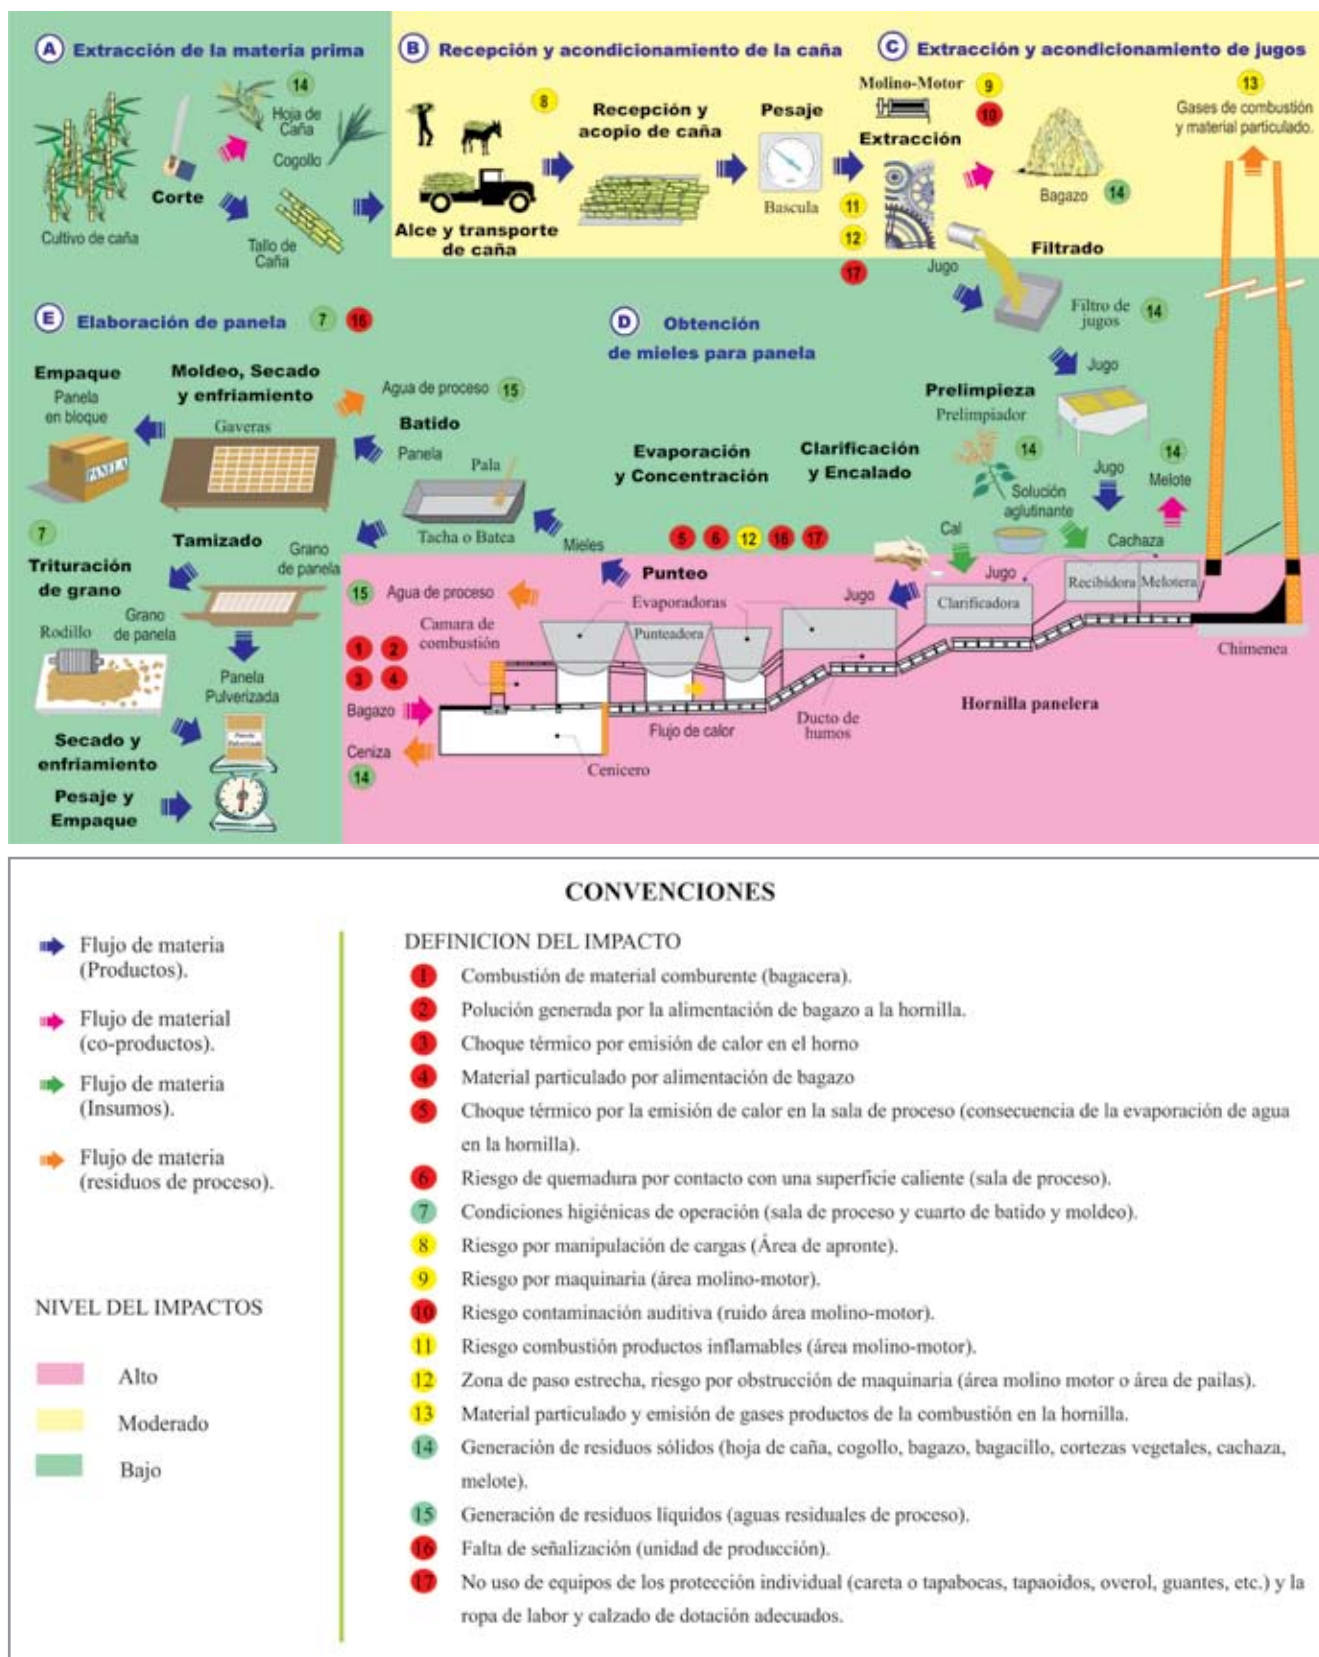 A Extracción de la materia prima
14
Hoja de
Caña
Cogollo
Corte
Cultivo de caña
Tallo de
Caña
B Recepción y acondicionamiento de la caña
8
Recepción y
acopio de caña
Pesaje
Bascula
Alce y transporte
de caña
11
12
17
C Extracción y acondicionamiento de jugos
Molino-Motor 9
10
Extracción
Bagazo 14
13
Gases de combustión
y material particulado.
Filtrado
Jugo
Filtro de
jugos
14
Jugo
E Elaboración de panela 7 16
Empaque
Panela
en bloque
PANELA
Moldeo, Secado
y enfriamiento
Gaveras
Agua de proceso 15
Batido
Panela
Pala
Tacha o Batea
Mieles
7
Trituración
de grano
Rodillo
Grano
de panela
Tamizado
Grano
de panela
Panela
Pulverizada
Panela
Pulverizada
Secado y
enfriamiento
Pesaje y
Empaque
D Obtención
de mieles para panela
Prelimpieza
Prelimpiador
14
Evaporación
y Concentración
Clarificación
y Encalado
Solución
aglutinante
Jugo
14
Melote
Cal
Cachaza
5 6 12 16 17
Punteo
Jugo
Jugo
Recibidora
Melotera
Clarificadora
15 Agua de proceso
Evaporadoras
Punteadora
Camara de
combustión
1 2
3 4
Bagazo
Ceniza
14
Cenicero
Flujo de calor
Ducto de
humos
Hornilla panelera
Chimenea
CONVENCIONES
Flujo de materia
(Productos).
Flujo de material
(co-productos).
Flujo de materia
(Insumos).
Flujo de materia
(residuos de proceso).
NIVEL DEL IMPACTOS
Alto
Moderado
Bajo
DEFINICION DEL IMPACTO
1 Combustión de material comburente (bagacera).
2 Polución generada por la alimentación de bagazo a la hornilla.
3 Choque térmico por emisión de calor en el horno
4 Material particulado por alimentación de bagazo
5 Choque térmico por la emisión de calor en la sala de proceso (consecuencia de la evaporación de agua
en la hornilla).
6 Riesgo de quemadura por contacto con una superficie caliente (sala de proceso).
7 Condiciones higiénicas de operación (sala de proceso y cuarto de batido y moldeo).
8 Riesgo por manipulación de cargas (Área de apronte).
9 Riesgo por maquinaria (área molino-motor).
10 Riesgo contaminación auditiva (ruido área molino-motor).
11 Riesgo combustión productos inflamables (área molino-motor).
12 Zona de paso estrecha, riesgo por obstrucción de maquinaria (área molino motor o área de pailas).
13 Material particulado y emisión de gases productos de la combustión en la hornilla.
14 Generación de residuos sólidos (hoja de caña, cogollo, bagazo, bagacillo, cortezas vegetales, cachaza,
melote).
15 Generación de residuos líquidos (aguas residuales de proceso).
16 Falta de señalización (unidad de producción).
17 No uso de equipos de los protección individual (careta o tapabocas, tapaoidos, overol, guantes, etc.) y la
ropa de labor y calzado de dotación adecuados.